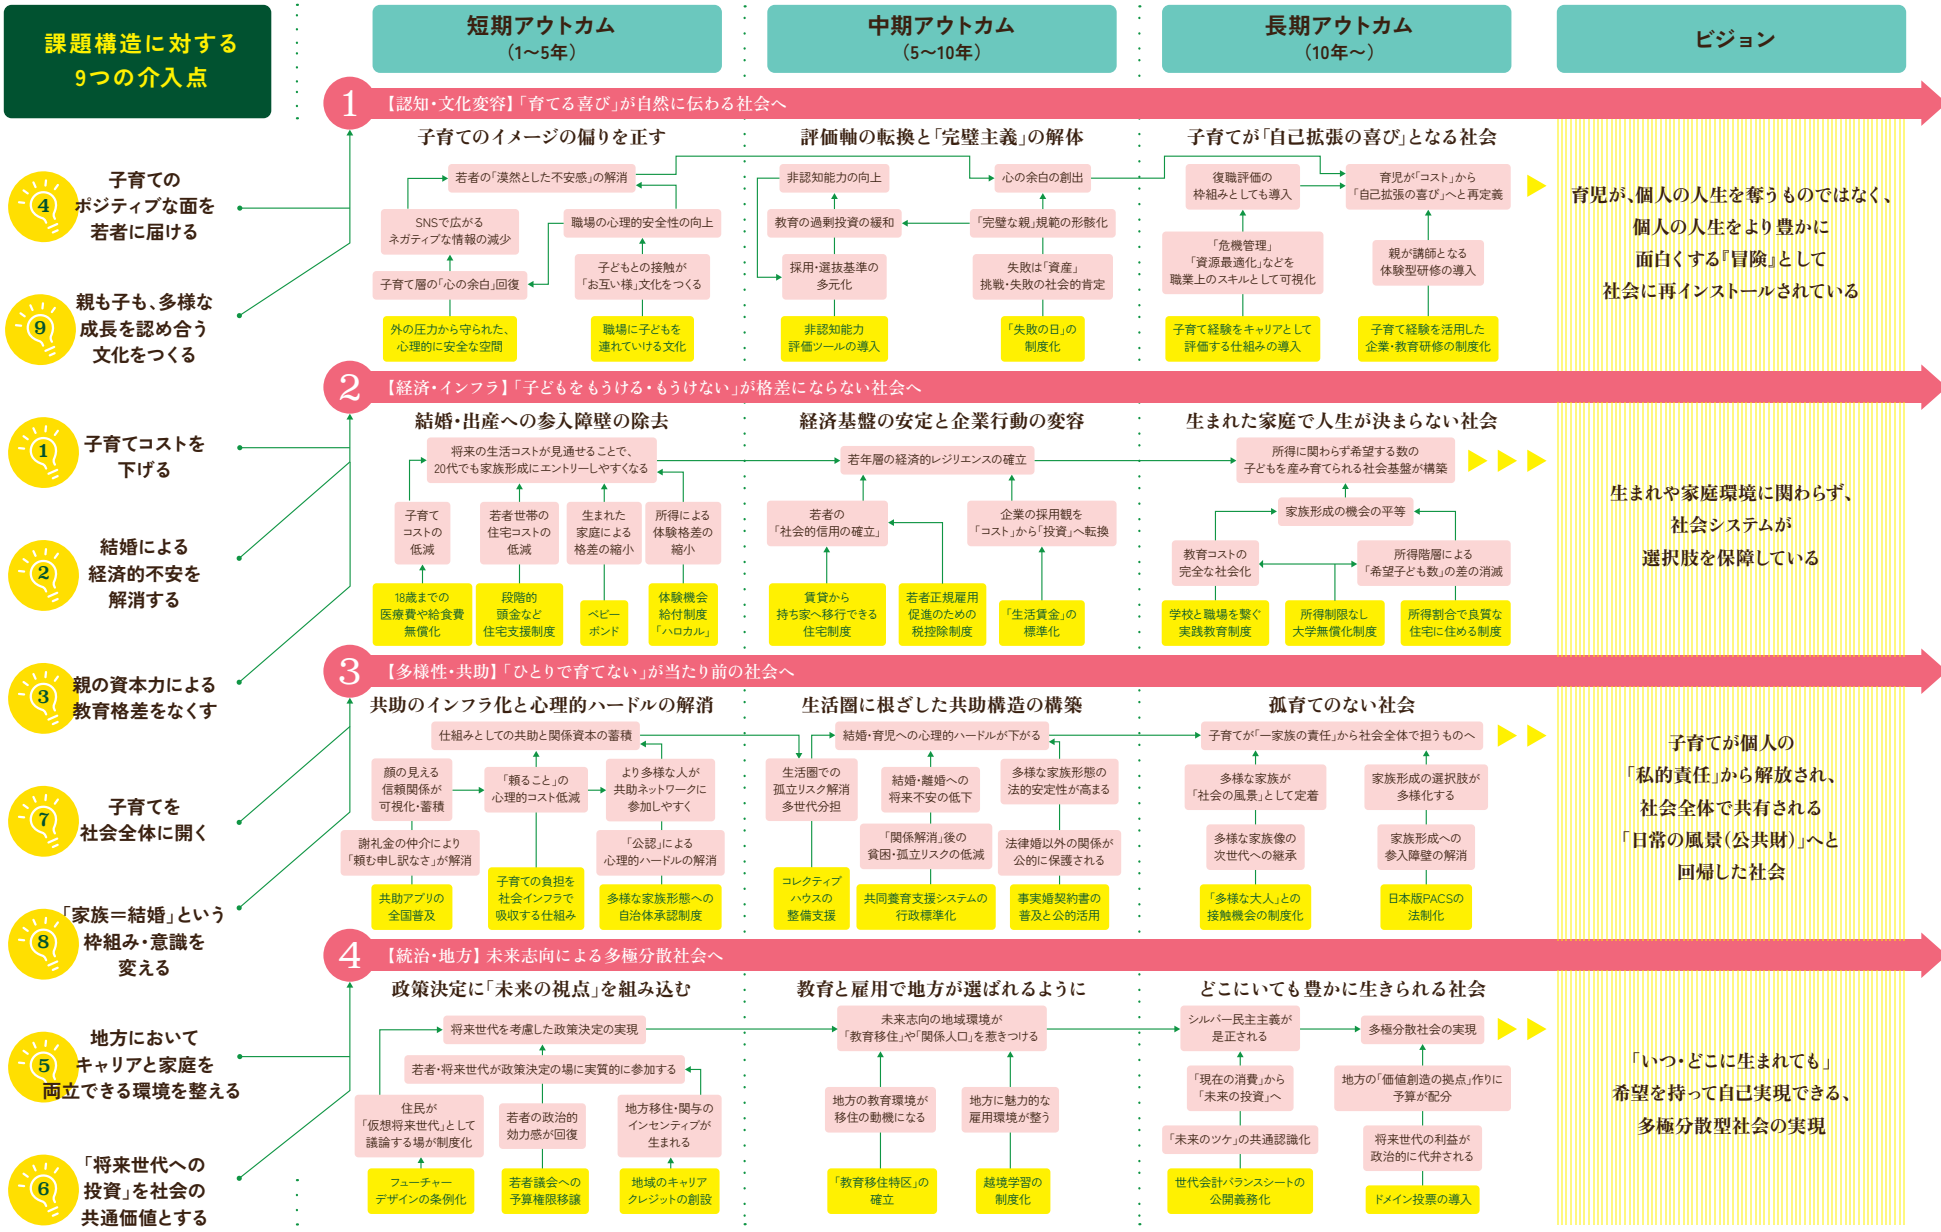 課題構造に対する
9つの介入点
短期アウトカム
（1〜5年）
中期アウトカム
（5〜10年）
長期アウトカム
（10年〜）
ビジョン
4
子育ての
ポジティブな面を
若者に届ける
9
親も子も、多様な
成長を認め合う
文化をつくる
1
子育てコストを
下げる
2
結婚による
経済的不安を
解消する
3
親の資本力による
教育格差をなくす
7
子育てを
社会全体に開く
8
「家族＝結婚」という
枠組み・意識を
変える
5
地方において
キャリアと家庭を
両立できる環境を整える
6
「将来世代への
投資」を社会の
共通価値とする
1
【認知・文化変容】「育てる喜び」が自然に伝わる社会へ
子育てのイメージの偏りを正す
若者の「漠然とした不安感」の解消
SNSで広がる
ネガティブな情報の減少
職場の心理的安全性の向上
子育て層の「心の余白」回復
子どもとの接触が
「お互い様」文化をつくる
外の圧力から守られた、
心理的に安全な空間
職場に子どもを
連れていける文化
評価軸の転換と「完璧主義」の解体
非認知能力の向上
心の余白の創出
教育の過剰投資の緩和
「完璧な親」規範の形骸化
採用・選抜基準の
多元化
失敗は「資産」
挑戦・失敗の社会的肯定
非認知能力
評価ツールの導入
「失敗の日」の
制度化
子育てが「自己拡張の喜び」となる社会
復職評価の
枠組みとしても導入
育児が「コスト」から
「自己拡張の喜び」へと再定義
「危機管理」
「資源最適化」などを
職業上のスキルとして可視化
親が講師となる
体験型研修の導入
子育て経験をキャリアとして
評価する仕組みの導入
子育て経験を活用した
企業・教育研修の制度化
育児が、個人の人生を奪うものではなく、
個人の人生をより豊かに
面白くする『冒険』として
社会に再インストールされている
2
【経済・インフラ】「子どもをもうける・もうけない」が格差にならない社会へ
結婚・出産への参入障壁の除去
将来の生活コストが見通せることで、
20代でも家族形成にエントリーしやすくなる
子育て
コストの
低減
若者世帯の
住宅コストの
低減
生まれた
家庭による
格差の縮小
所得による
体験格差の
縮小
18歳までの
医療費や給食費
無償化
段階的
頭金など
住宅支援制度
ベビー
ボンド
体験機会
給付制度
「ハロカル」
経済基盤の安定と企業行動の変容
若年層の経済的レジリエンスの確立
若者の
「社会的信用の確立」
企業の採用観を
「コスト」から「投資」へ転換
賃貸から
持ち家へ移行できる
住宅制度
若者正規雇用
促進のための
税控除制度
「生活賃金」の
標準化
生まれた家庭で人生が決まらない社会
所得に関わらず希望する数の
子どもを産み育てられる社会基盤が構築
家族形成の機会の平等
教育コストの
完全な社会化
所得階層による
「希望子ども数」の差の消滅
学校と職場を繋ぐ
実践教育制度
所得制限なし
大学無償化制度
所得割合で良質な
住宅に住める制度
生まれや家庭環境に関わらず、
社会システムが
選択肢を保障している
3
【多様性・共助】「ひとりで育てない」が当たり前の社会へ
共助のインフラ化と心理的ハードルの解消
仕組みとしての共助と関係資本の蓄積
顔の見える
信頼関係が
可視化・蓄積
「頼ること」の
心理的コスト低減
より多様な人が
共助ネットワークに
参加しやすく
謝礼金の仲介により
「頼む申し訳なさ」が解消
「公認」による
心理的ハードルの解消
共助アプリの
全国普及
子育ての負担を
社会インフラで
吸収する仕組み
多様な家族形態への
自治体承認制度
生活圏に根ざした共助構造の構築
結婚・育児への心理的ハードルが下がる
生活圏での
孤立リスク解消
多世代分担
結婚・離婚への
将来不安の低下
多様な家族形態の
法的安定性が高まる
「関係解消」後の
貧困・孤立リスクの低減
法律婚以外の関係が
公的に保護される
コレクティブ
ハウスの
整備支援
共同養育支援システムの
行政標準化
事実婚契約書の
普及と公的活用
孤育てのない社会
子育てが「一家族の責任」から社会全体で担うものへ
多様な家族が
「社会の風景」として定着
家族形成の選択肢が
多様化する
多様な家族像の
次世代への継承
家族形成への
参入障壁の解消
「多様な大人」との
接触機会の制度化
日本版PACSの
法制化
子育てが個人の
「私的責任」から解放され、
社会全体で共有される
「日常の風景（公共財）」へと
回帰した社会
4
【統治・地方】未来志向による多極分散社会へ
政策決定に「未来の視点」を組み込む
将来世代を考慮した政策決定の実現
若者・将来世代が政策決定の場に実質的に参加する
住民が
「仮想将来世代」として
議論する場が制度化
若者の政治的
効力感が回復
地方移住・関与の
インセンティブが
生まれる
フューチャー
デザインの条例化
若者議会への
予算権限移譲
地域のキャリア
クレジットの創設
教育と雇用で地方が選ばれるように
未来志向の地域環境が
「教育移住」や「関係人口」を惹きつける
地方の教育環境が
移住の動機になる
地方に魅力的な
雇用環境が整う
「教育移住特区」の
確立
越境学習の
制度化
どこにいても豊かに生きられる社会
シルバー民主主義が
是正される
多極分散社会の実現
「現在の消費」から
「未来の投資」へ
地方の「価値創造の拠点」作りに
予算が配分
「未来のツケ」の共通認識化
将来世代の利益が
政治的に代弁される
世代会計バランスシートの
公開義務化
ドメイン投票の導入
「いつ・どこに生まれても」
希望を持って自己実現できる、
多極分散型社会の実現